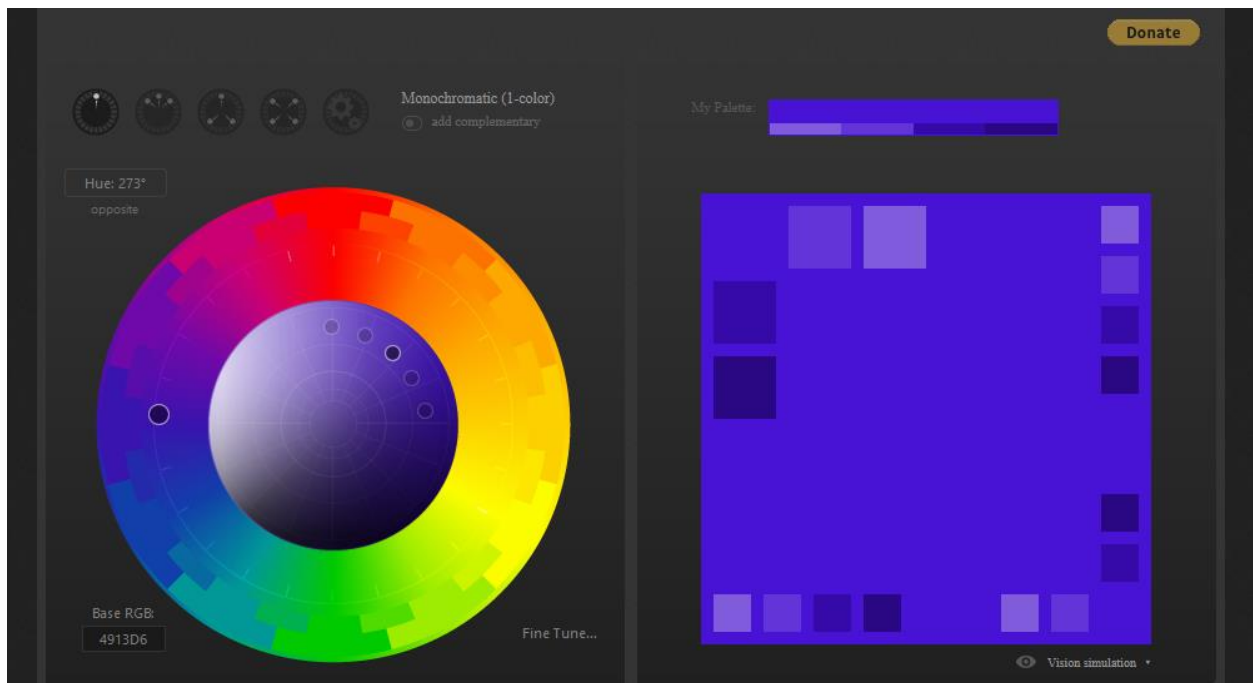 Donate
Monochromatic (1-color)
add complementary
My Palette:
Hue: 273°
opposite
Base RGB:
4913D6
Fine Tune...
Vision simulation